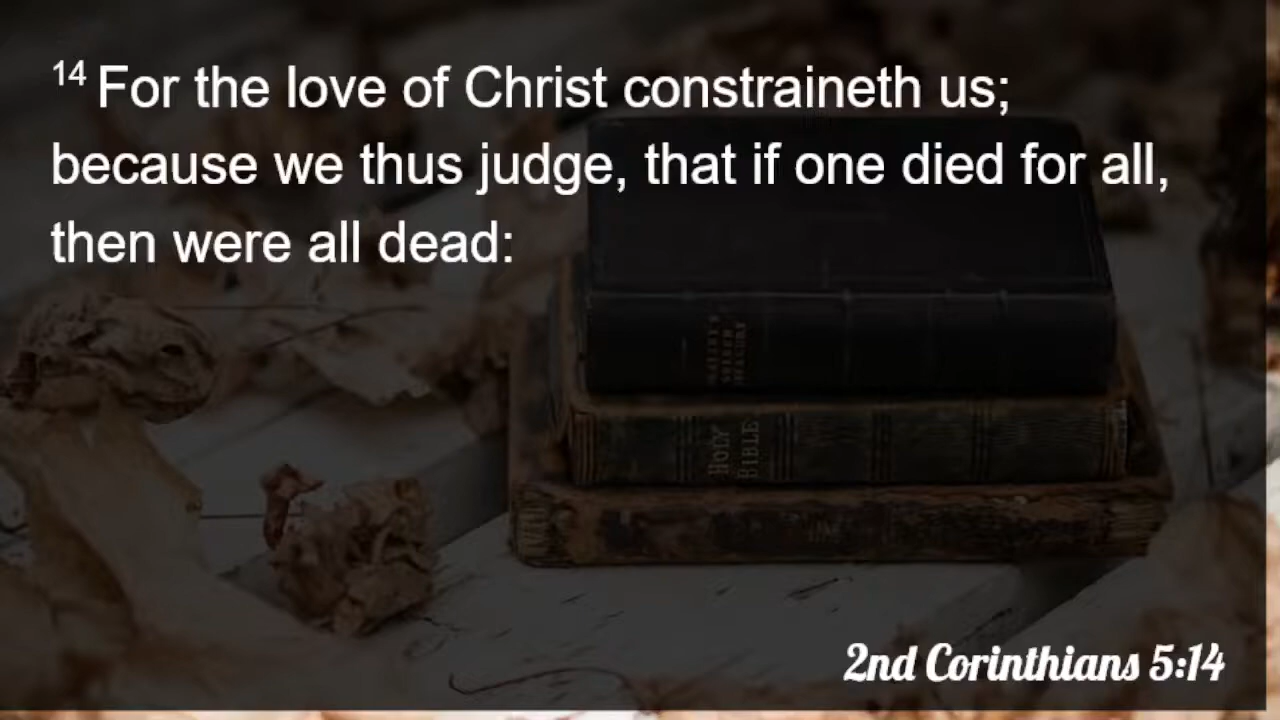 14 For the love of Christ constraineth us;
because we thus judge, that if one died for all,
then were all dead:
HOLY
BIBLE
2nd Corinthians 5:14